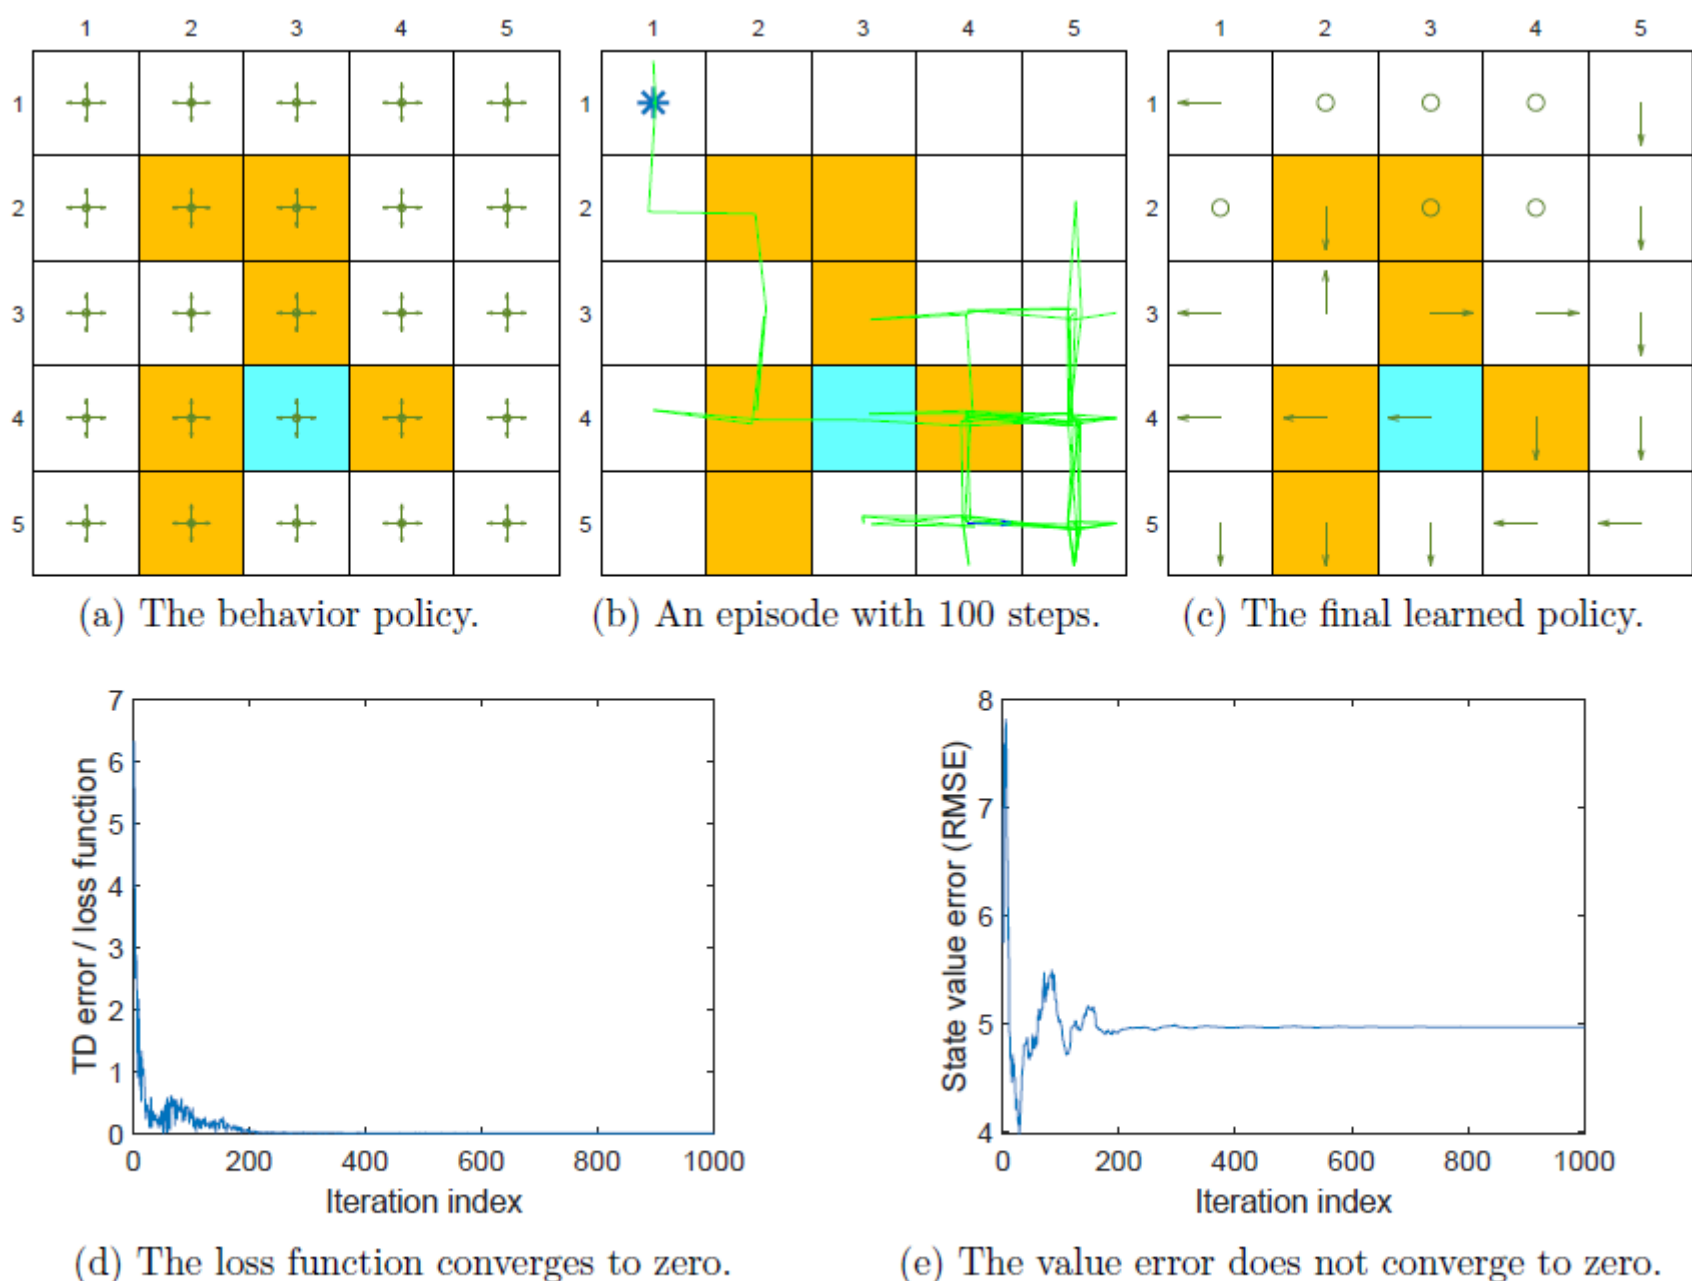 1 2 3 4 5
1
2
3
4
5
(a) The behavior policy.
1 2 3 4 5
1
2
3
4
5
(b) An episode with 100 steps.
1 2 3 4 5
1
2
3
4
5
(c) The final learned policy.
TD error / loss function
7
6
5
4
3
2
1
0
0 200 400 600 800 1000
Iteration index
(d) The loss function converges to zero.
State value error (RMSE)
8
7
6
5
4
0 200 400 600 800 1000
Iteration index
(e) The value error does not converge to zero.